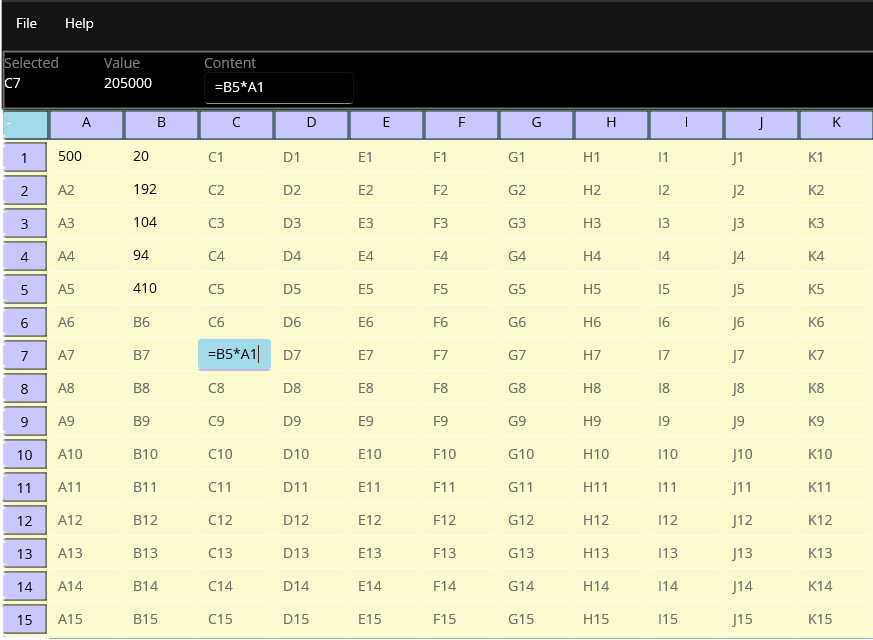 File Help
Selected Value Content
C7 205000 =B5*A1
- A B C D E F G H I J K
1 500 20 C1 D1 E1 F1 G1 H1 I1 J1 K1
2 A2 192 C2 D2 E2 F2 G2 H2 I2 J2 K2
3 A3 104 C3 D3 E3 F3 G3 H3 I3 J3 K3
4 A4 94 C4 D4 E4 F4 G4 H4 I4 J4 K4
5 A5 410 C5 D5 E5 F5 G5 H5 I5 J5 K5
6 A6 B6 C6 D6 E6 F6 G6 H6 I6 J6 K6
7 A7 B7 =B5*A1 D7 E7 F7 G7 H7 I7 J7 K7
8 A8 B8 C8 D8 E8 F8 G8 H8 I8 J8 K8
9 A9 B9 C9 D9 E9 F9 G9 H9 I9 J9 K9
10 A10 B10 C10 D10 E10 F10 G10 H10 I10 J10 K10
11 A11 B11 C11 D11 E11 F11 G11 H11 I11 J11 K11
12 A12 B12 C12 D12 E12 F12 G12 H12 I12 J12 K12
13 A13 B13 C13 D13 E13 F13 G13 H13 I13 J13 K13
14 A14 B14 C14 D14 E14 F14 G14 H14 I14 J14 K14
15 A15 B15 C15 D15 E15 F15 G15 H15 I15 J15 K15